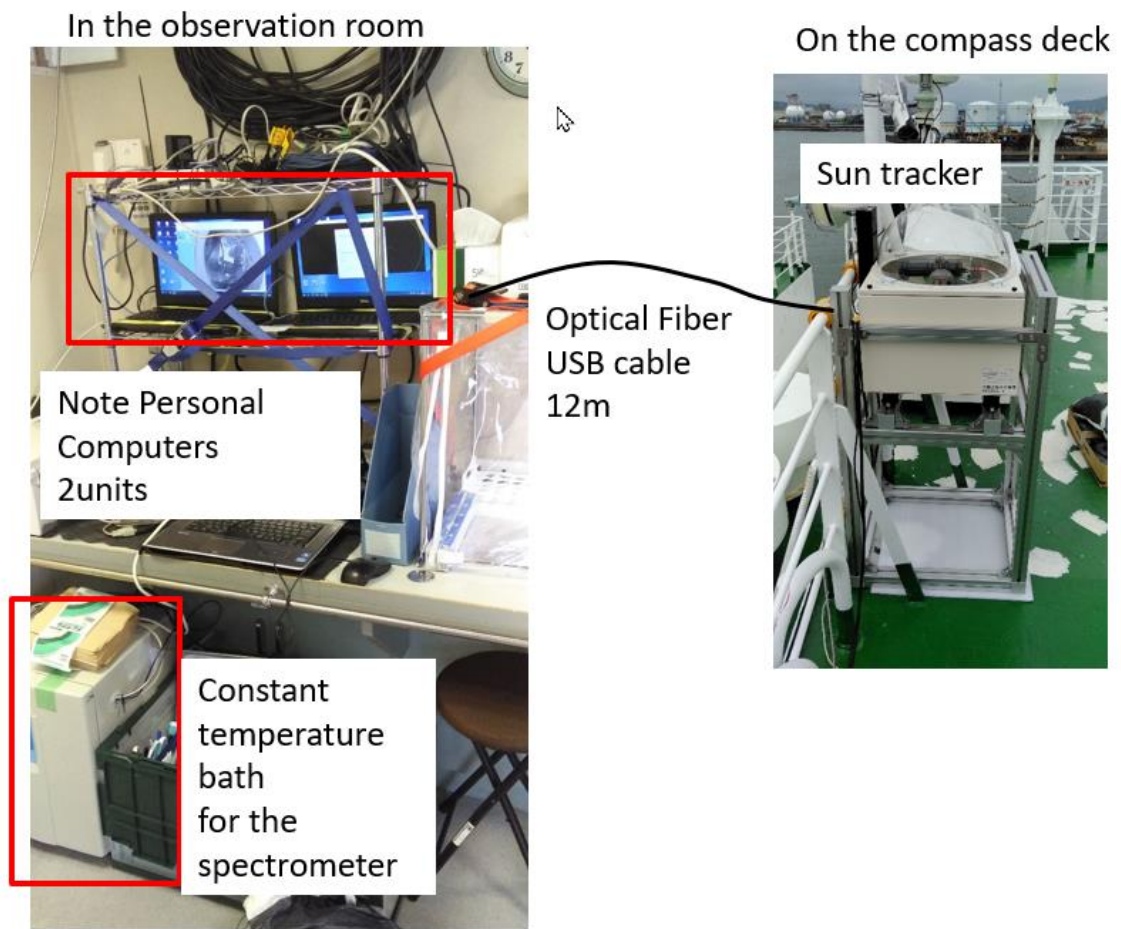 In the observation room
On the compass deck
Sun tracker
Optical Fiber
USB cable
12m
Note Personal
Computers
2units
Constant
temperature
bath
for the
spectrometer